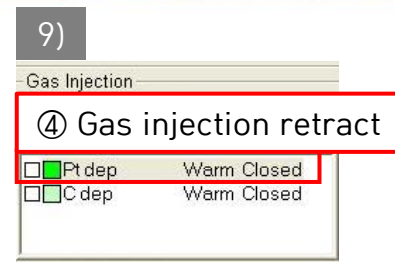 9)
Gas Injection
④ Gas injection retract
Pt dep Warm Closed
C dep Warm Closed